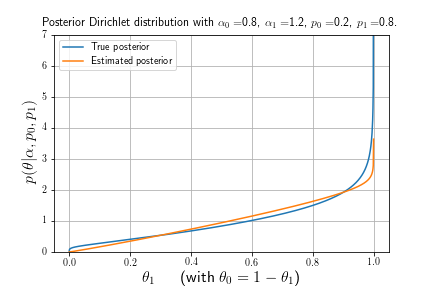 Posterior Dirichlet distribution with α₀ =0.8, α₁ =1.2, p₀ =0.2, p₁ =0.8.
True posterior
Estimated posterior
p(θ|α, p₀, p₁)
7
6
5
4
3
2
1
0
0.0 0.2 0.4 0.6 0.8 1.0
θ₁ (with θ₀ = 1 − θ₁)